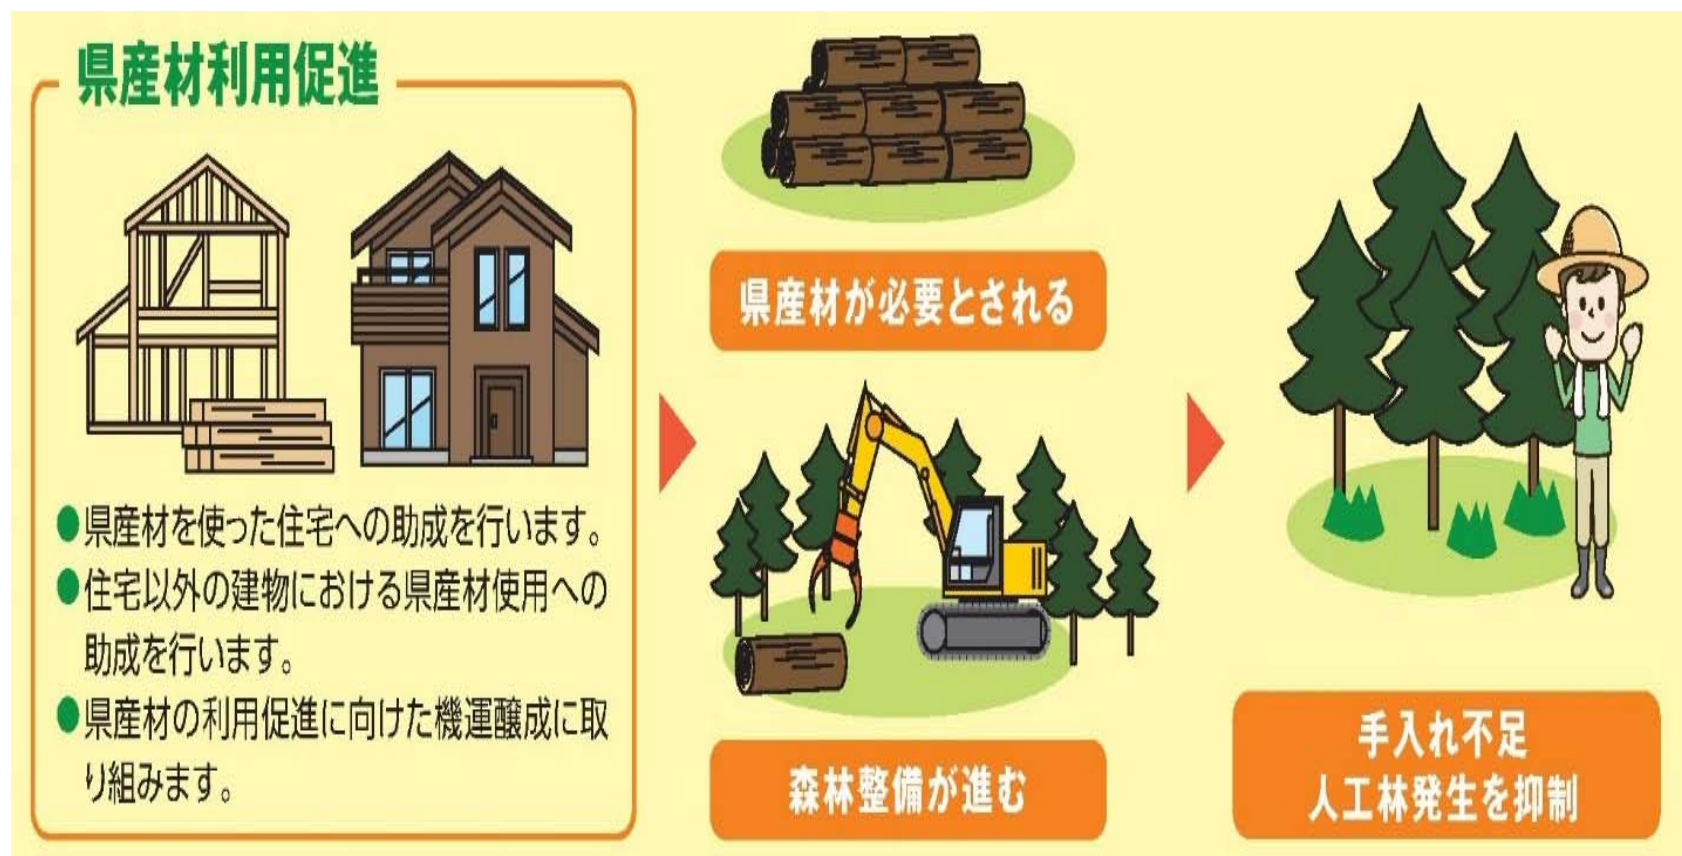 県産材利用促進
●県産材を使った住宅への助成を行います。
●住宅以外の建物における県産材使用への
助成を行います。
●県産材の利用促進に向けた機運醸成に取
り組みます。
県産材が必要とされる
森林整備が進む
手入れ不足
人工林発生を抑制